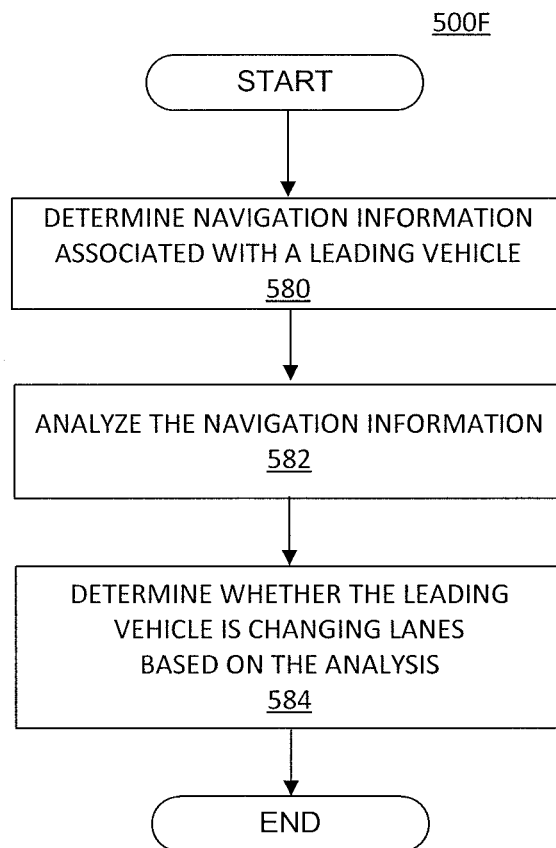 500F
START
DETERMINE NAVIGATION INFORMATION
ASSOCIATED WITH A LEADING VEHICLE
580
ANALYZE THE NAVIGATION INFORMATION
582
DETERMINE WHETHER THE LEADING
VEHICLE IS CHANGING LANES
BASED ON THE ANALYSIS
584
END